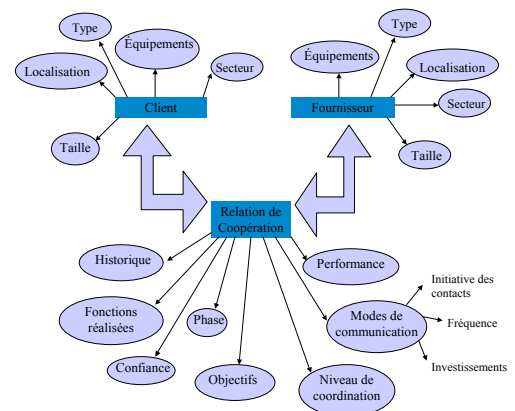 Type
Type
Équipements
Équipements
Localisation
Secteur
Localisation
Client
Fournisseur
Secteur
Taille
Taille
Relation de
Coopération
Historique
Performance
Initiative des
contacts
Fonctions
réalisées
Phase
Modes de
communication
Fréquence
Confiance
Objectifs
Niveau de
coordination
Investissements